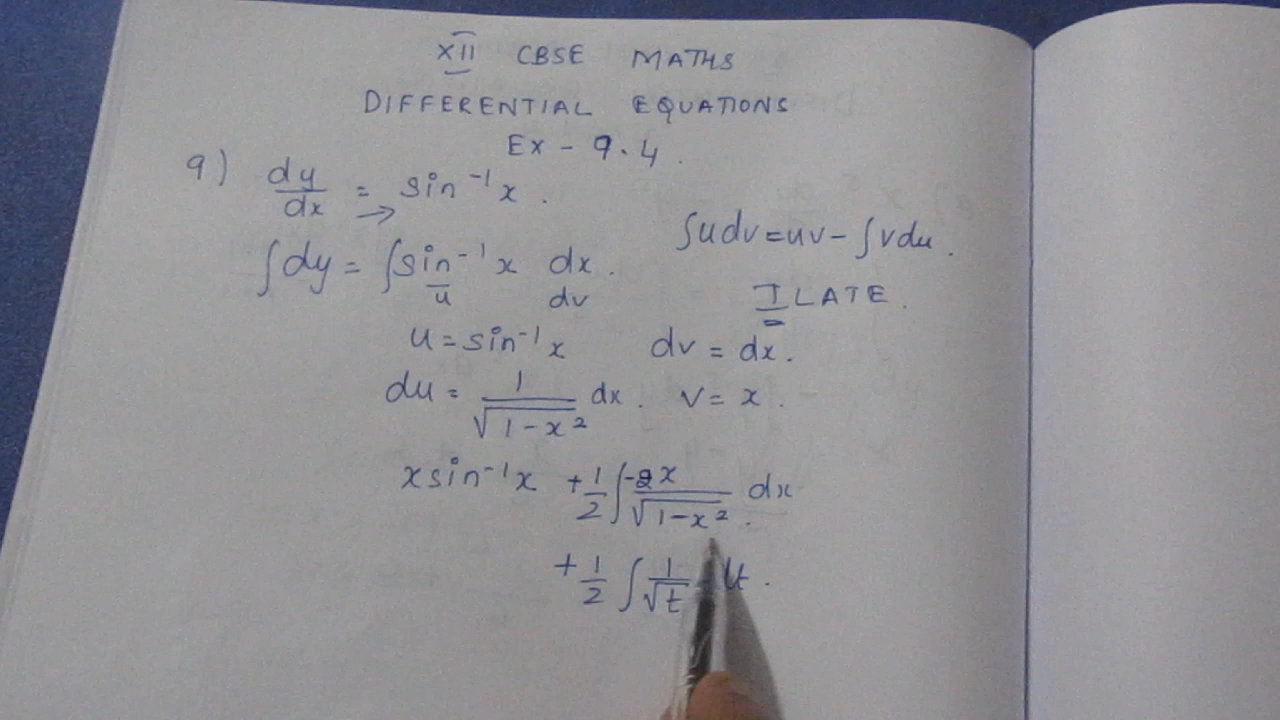 XII CBSE MATHS
DIFFERENTIAL EQUATIONS
Ex - 9.4.
9) dy/dx = sin⁻¹x.
→
∫udv=uv-∫vdu.
∫dy = ∫sin⁻¹x dx.
u dv
ILATE.
u=sin⁻¹x dv = dx.
du = 1/√(1-x²) dx. v= x.
xsin⁻¹x +1/2∫-2x/√(1-x²) dx.
+1/2 ∫1/√t dt.